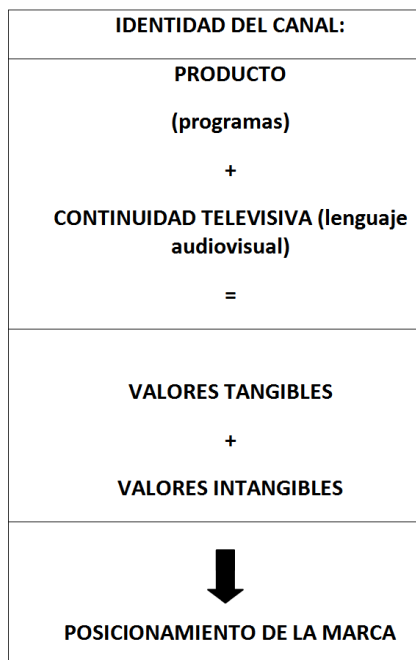 IDENTIDAD DEL CANAL:
PRODUCTO
(programas)
+
CONTINUIDAD TELEVISIVA (lenguaje
audiovisual)
=
VALORES TANGIBLES
+
VALORES INTANGIBLES
POSICIONAMIENTO DE LA MARCA